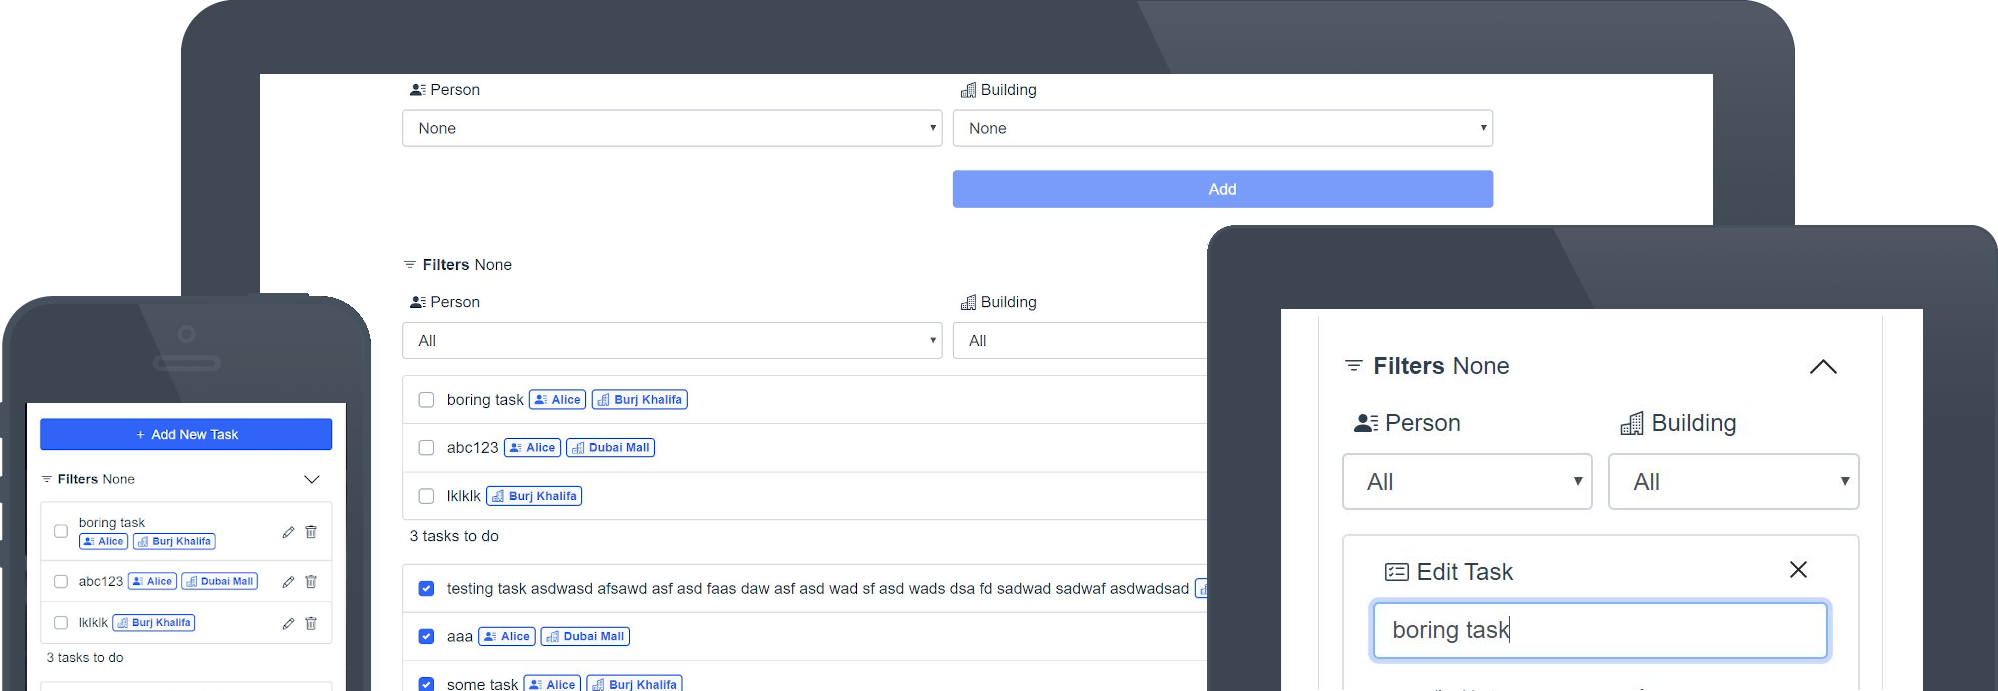 Person
Building
None
None
Add
Filters None
Person
Building
All
All
boring task Alice Burj Khalifa
abc123 Alice Dubai Mall
lklklk Burj Khalifa
3 tasks to do
testing task asdwasd afsawd asf asd faas daw asf asd wad sf asd wads dsa fd sadwad sadwaf asdwadsad
aaa Alice Dubai Mall
some task Alice Burj Khalifa
+ Add New Task
Filters None
boring task
Alice Burj Khalifa
abc123 Alice Dubai Mall
lklklk Burj Khalifa
3 tasks to do
Filters None
Person
Building
All
All
Edit Task
boring task